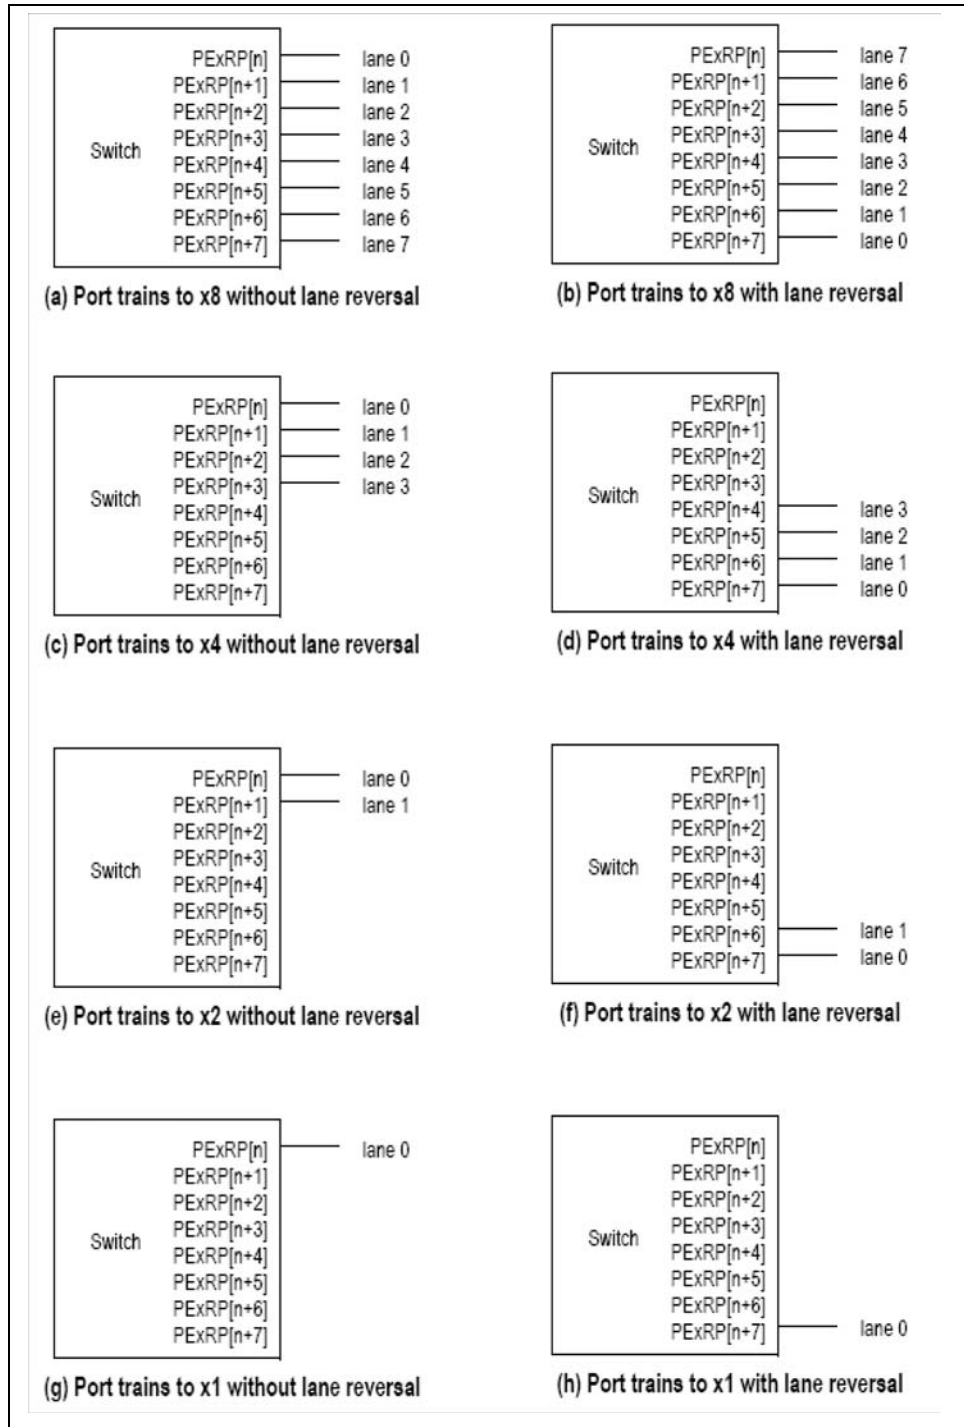 PExRP[n] lane 0
PExRP[n+1] lane 1
PExRP[n+2] lane 2
PExRP[n+3] lane 3
Switch
PExRP[n+4] lane 4
PExRP[n+5] lane 5
PExRP[n+6] lane 6
PExRP[n+7] lane 7
(a) Port trains to x8 without lane reversal
PExRP[n] lane 7
PExRP[n+1] lane 6
PExRP[n+2] lane 5
PExRP[n+3] lane 4
Switch
PExRP[n+4] lane 3
PExRP[n+5] lane 2
PExRP[n+6] lane 1
PExRP[n+7] lane 0
(b) Port trains to x8 with lane reversal
PExRP[n] lane 0
PExRP[n+1] lane 1
PExRP[n+2] lane 2
PExRP[n+3] lane 3
Switch
PExRP[n+4]
PExRP[n+5]
PExRP[n+6]
PExRP[n+7]
(c) Port trains to x4 without lane reversal
PExRP[n]
PExRP[n+1]
PExRP[n+2]
PExRP[n+3]
Switch
PExRP[n+4] lane 3
PExRP[n+5] lane 2
PExRP[n+6] lane 1
PExRP[n+7] lane 0
(d) Port trains to x4 with lane reversal
PExRP[n] lane 0
PExRP[n+1] lane 1
PExRP[n+2]
PExRP[n+3]
Switch
PExRP[n+4]
PExRP[n+5]
PExRP[n+6]
PExRP[n+7]
(e) Port trains to x2 without lane reversal
PExRP[n]
PExRP[n+1]
PExRP[n+2]
PExRP[n+3]
Switch
PExRP[n+4]
PExRP[n+5]
PExRP[n+6] lane 1
PExRP[n+7] lane 0
(f) Port trains to x2 with lane reversal
PExRP[n] lane 0
PExRP[n+1]
PExRP[n+2]
PExRP[n+3]
Switch
PExRP[n+4]
PExRP[n+5]
PExRP[n+6]
PExRP[n+7]
(g) Port trains to x1 without lane reversal
PExRP[n]
PExRP[n+1]
PExRP[n+2]
PExRP[n+3]
Switch
PExRP[n+4]
PExRP[n+5]
PExRP[n+6]
PExRP[n+7] lane 0
(h) Port trains to x1 with lane reversal